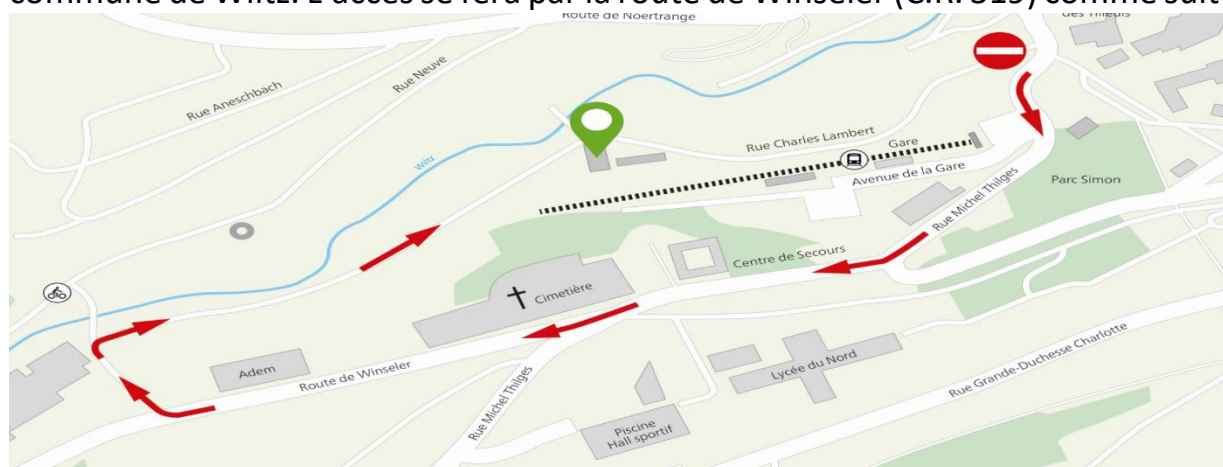 commune de Wiltz. L'accès se fera par la route de Winseler (C.R. 319) comme suit
Route de Noertrange
des Tilleuls
Rue Aneschbach
Rue Neuve
Rue Charles Lambert
Gare
Wiltz
Avenue de la Gare
Parc Simon
Rue Michel Thilges
Centre de Secours
Cimetière
Adem
Route de Winseler
Lycée du Nord
Rue Grande-Duchesse Charlotte
Rue Michel Thilges
Piscine
Hall sportif